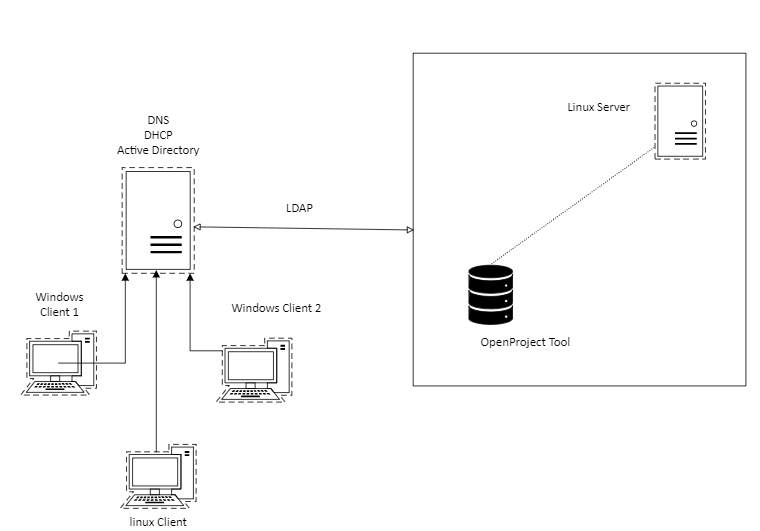 Linux Server
DNS
DHCP
Active Directory
LDAP
Windows
Client 1
Windows Client 2
OpenProject Tool
linux Client